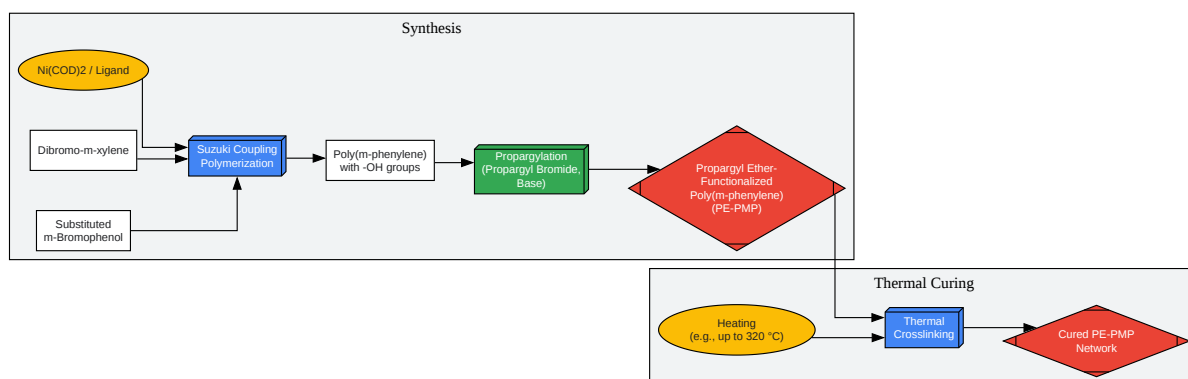 Synthesis
Ni(COD)2 / Ligand
Dibromo-m-xylene
Suzuki Coupling
Polymerization
Poly(m-phenylene)
with -OH groups
Propargylation
(Propargyl Bromide,
Base)
Propargyl Ether-
Functionalized
Poly(m-phenylene)
(PE-PMP)
Substituted
m-Bromophenol
Thermal Curing
Heating
(e.g., up to 320 °C)
Thermal
Crosslinking
Cured PE-PMP
Network